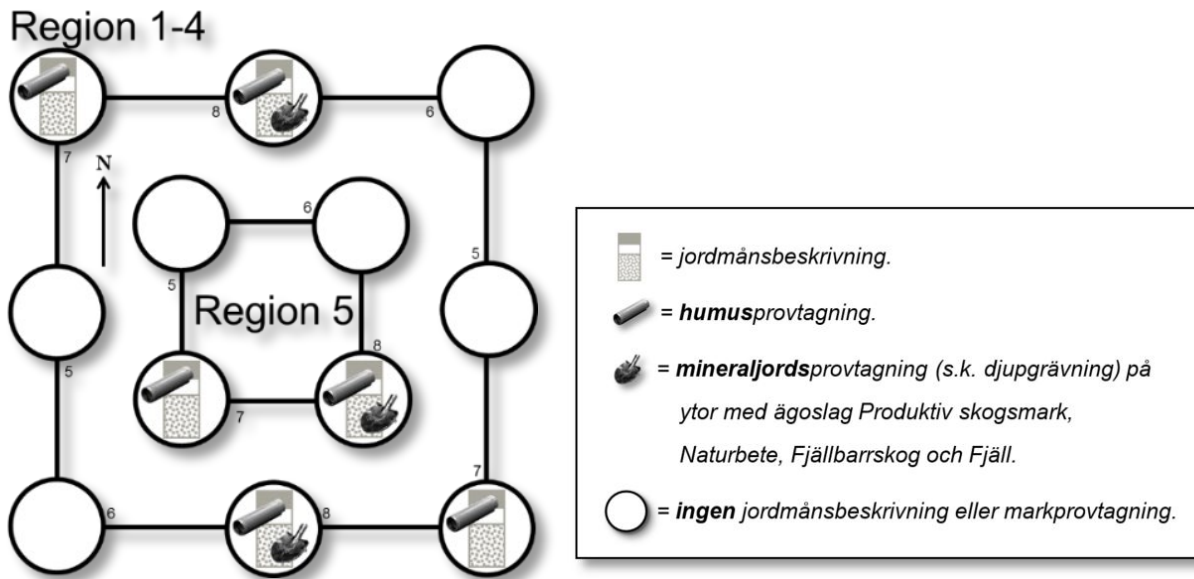 Region 1-4
8
6
7
N
6
5
5
Region 5
8
5
7
7
6
8
= jordmånsbeskrivning.
= humusprovtagning.
= mineraljordsprovtagning (s.k. djupgrävning) på
ytor med ägoslag Produktiv skogsmark,
Naturbete, Fjällbarrskog och Fjäll.
= ingen jordmånsbeskrivning eller markprovtagning.